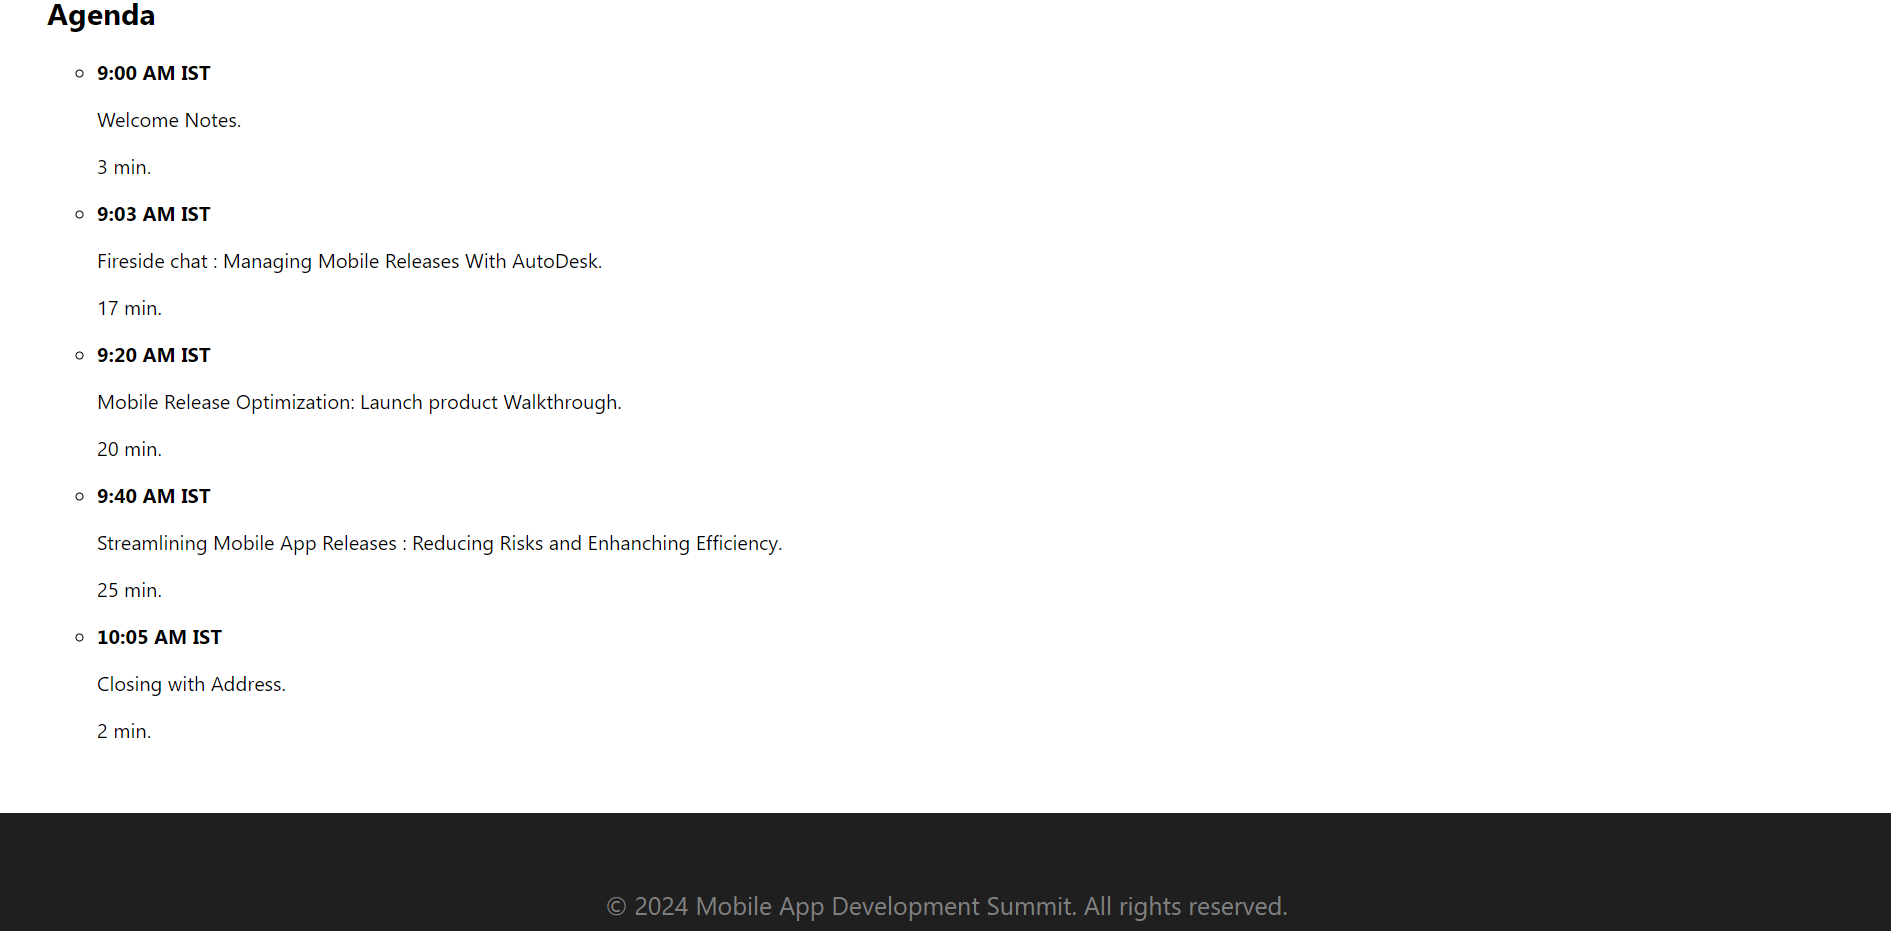 Agenda
9:00 AM IST
Welcome Notes.
3 min.
9:03 AM IST
Fireside chat : Managing Mobile Releases With AutoDesk.
17 min.
9:20 AM IST
Mobile Release Optimization: Launch product Walkthrough.
20 min.
9:40 AM IST
Streamlining Mobile App Releases : Reducing Risks and Enhanching Efficiency.
25 min.
10:05 AM IST
Closing with Address.
2 min.
© 2024 Mobile App Development Summit. All rights reserved.